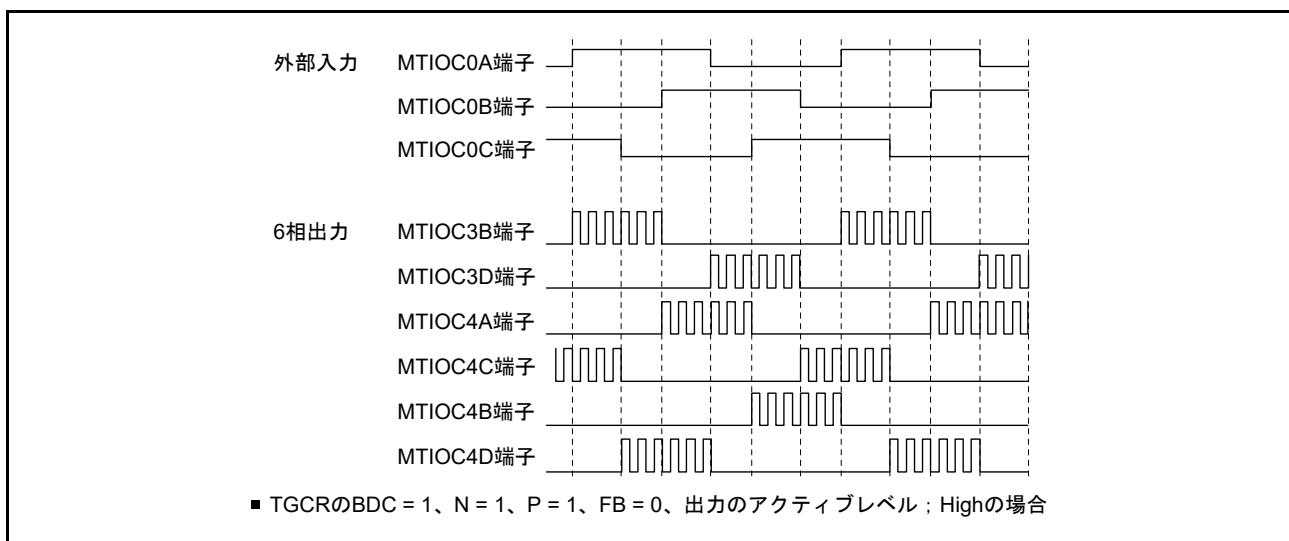 外部入力 MTIOC0A端子
MTIOC0B端子
MTIOC0C端子
6相出力 MTIOC3B端子
MTIOC3D端子
MTIOC4A端子
MTIOC4C端子
MTIOC4B端子
MTIOC4D端子
■ TGCRのBDC = 1、N = 1、P = 1、FB = 0、出力のアクティブレベル；Highの場合